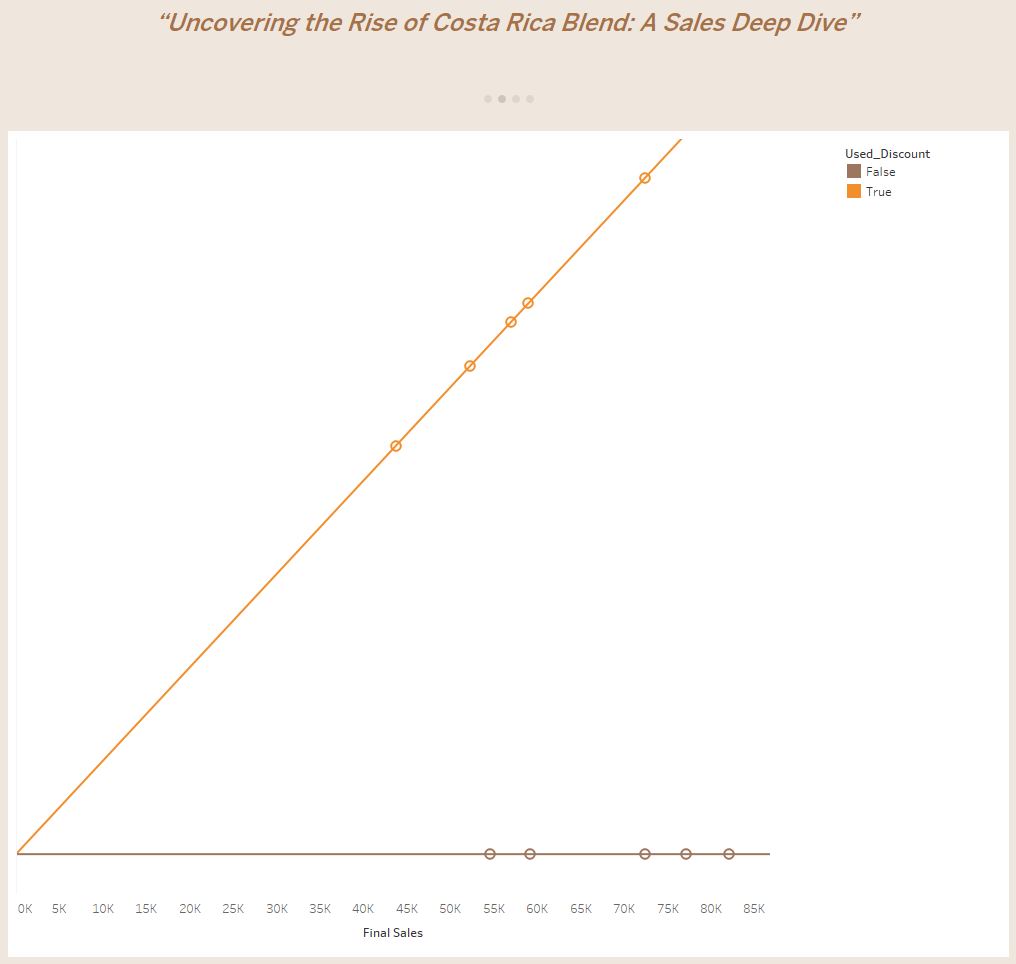 “Uncovering the Rise of Costa Rica Blend: A Sales Deep Dive”
Used_Discount
False
True
0K 5K 10K 15K 20K 25K 30K 35K 40K 45K 50K 55K 60K 65K 70K 75K 80K 85K
Final Sales